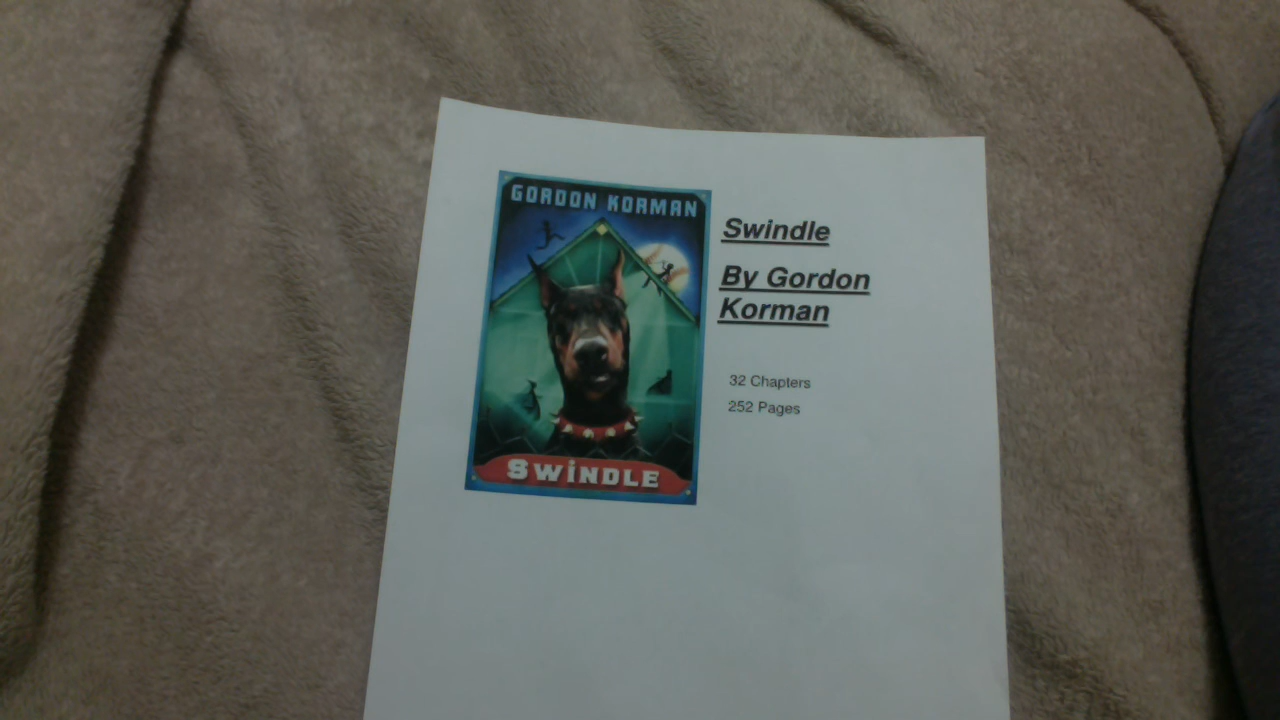 GORDON KORMAN
SWiNDLE
Swindle
By Gordon
Korman
32 Chapters
252 Pages